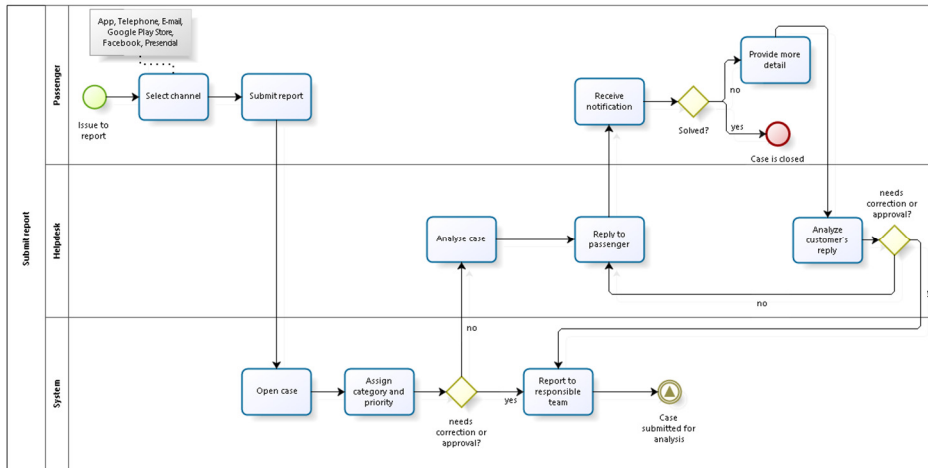 Submit report
Passenger
App, Telephone, E-mail,
Google Play Store,
Facebook, Presencial
Issue to
report
Select channel
Submit report
Receive
notification
Solved?
no
yes
Provide more
detail
Case is closed
Helpdesk
Analyse case
Reply to
passenger
Analyze
customer's
reply
needs
correction or
approval?
no
y
System
Open case
Assign
category and
priority
no
needs
correction or
approval?
yes
Report to
responsible
team
Case
submitted for
analysis